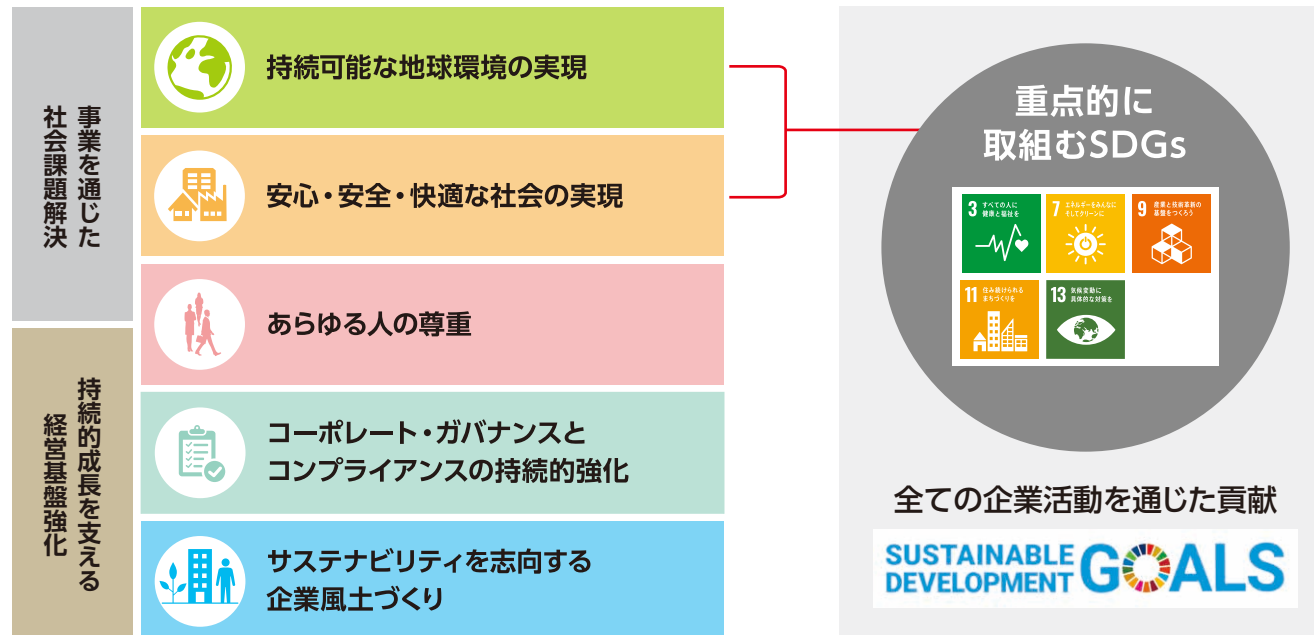 事業を通じた
社会課題解決
持続的成長を支える
経営基盤強化
持続可能な地球環境の実現
安心・安全・快適な社会の実現
あらゆる人の尊重
コーポレート・ガバナンスと
コンプライアンスの持続的強化
サステナビリティを志向する
企業風土づくり
重点的に
取組むSDGs
3 すべての人に
健康と福祉を
7 エネルギーをみんなに
そしてクリーンに
9 産業と技術革新の
基盤をつくろう
11 住み続けられる
まちづくりを
13 気候変動に
具体的な対策を
全ての企業活動を通じた貢献
SUSTAINABLE
DEVELOPMENT
GOALS